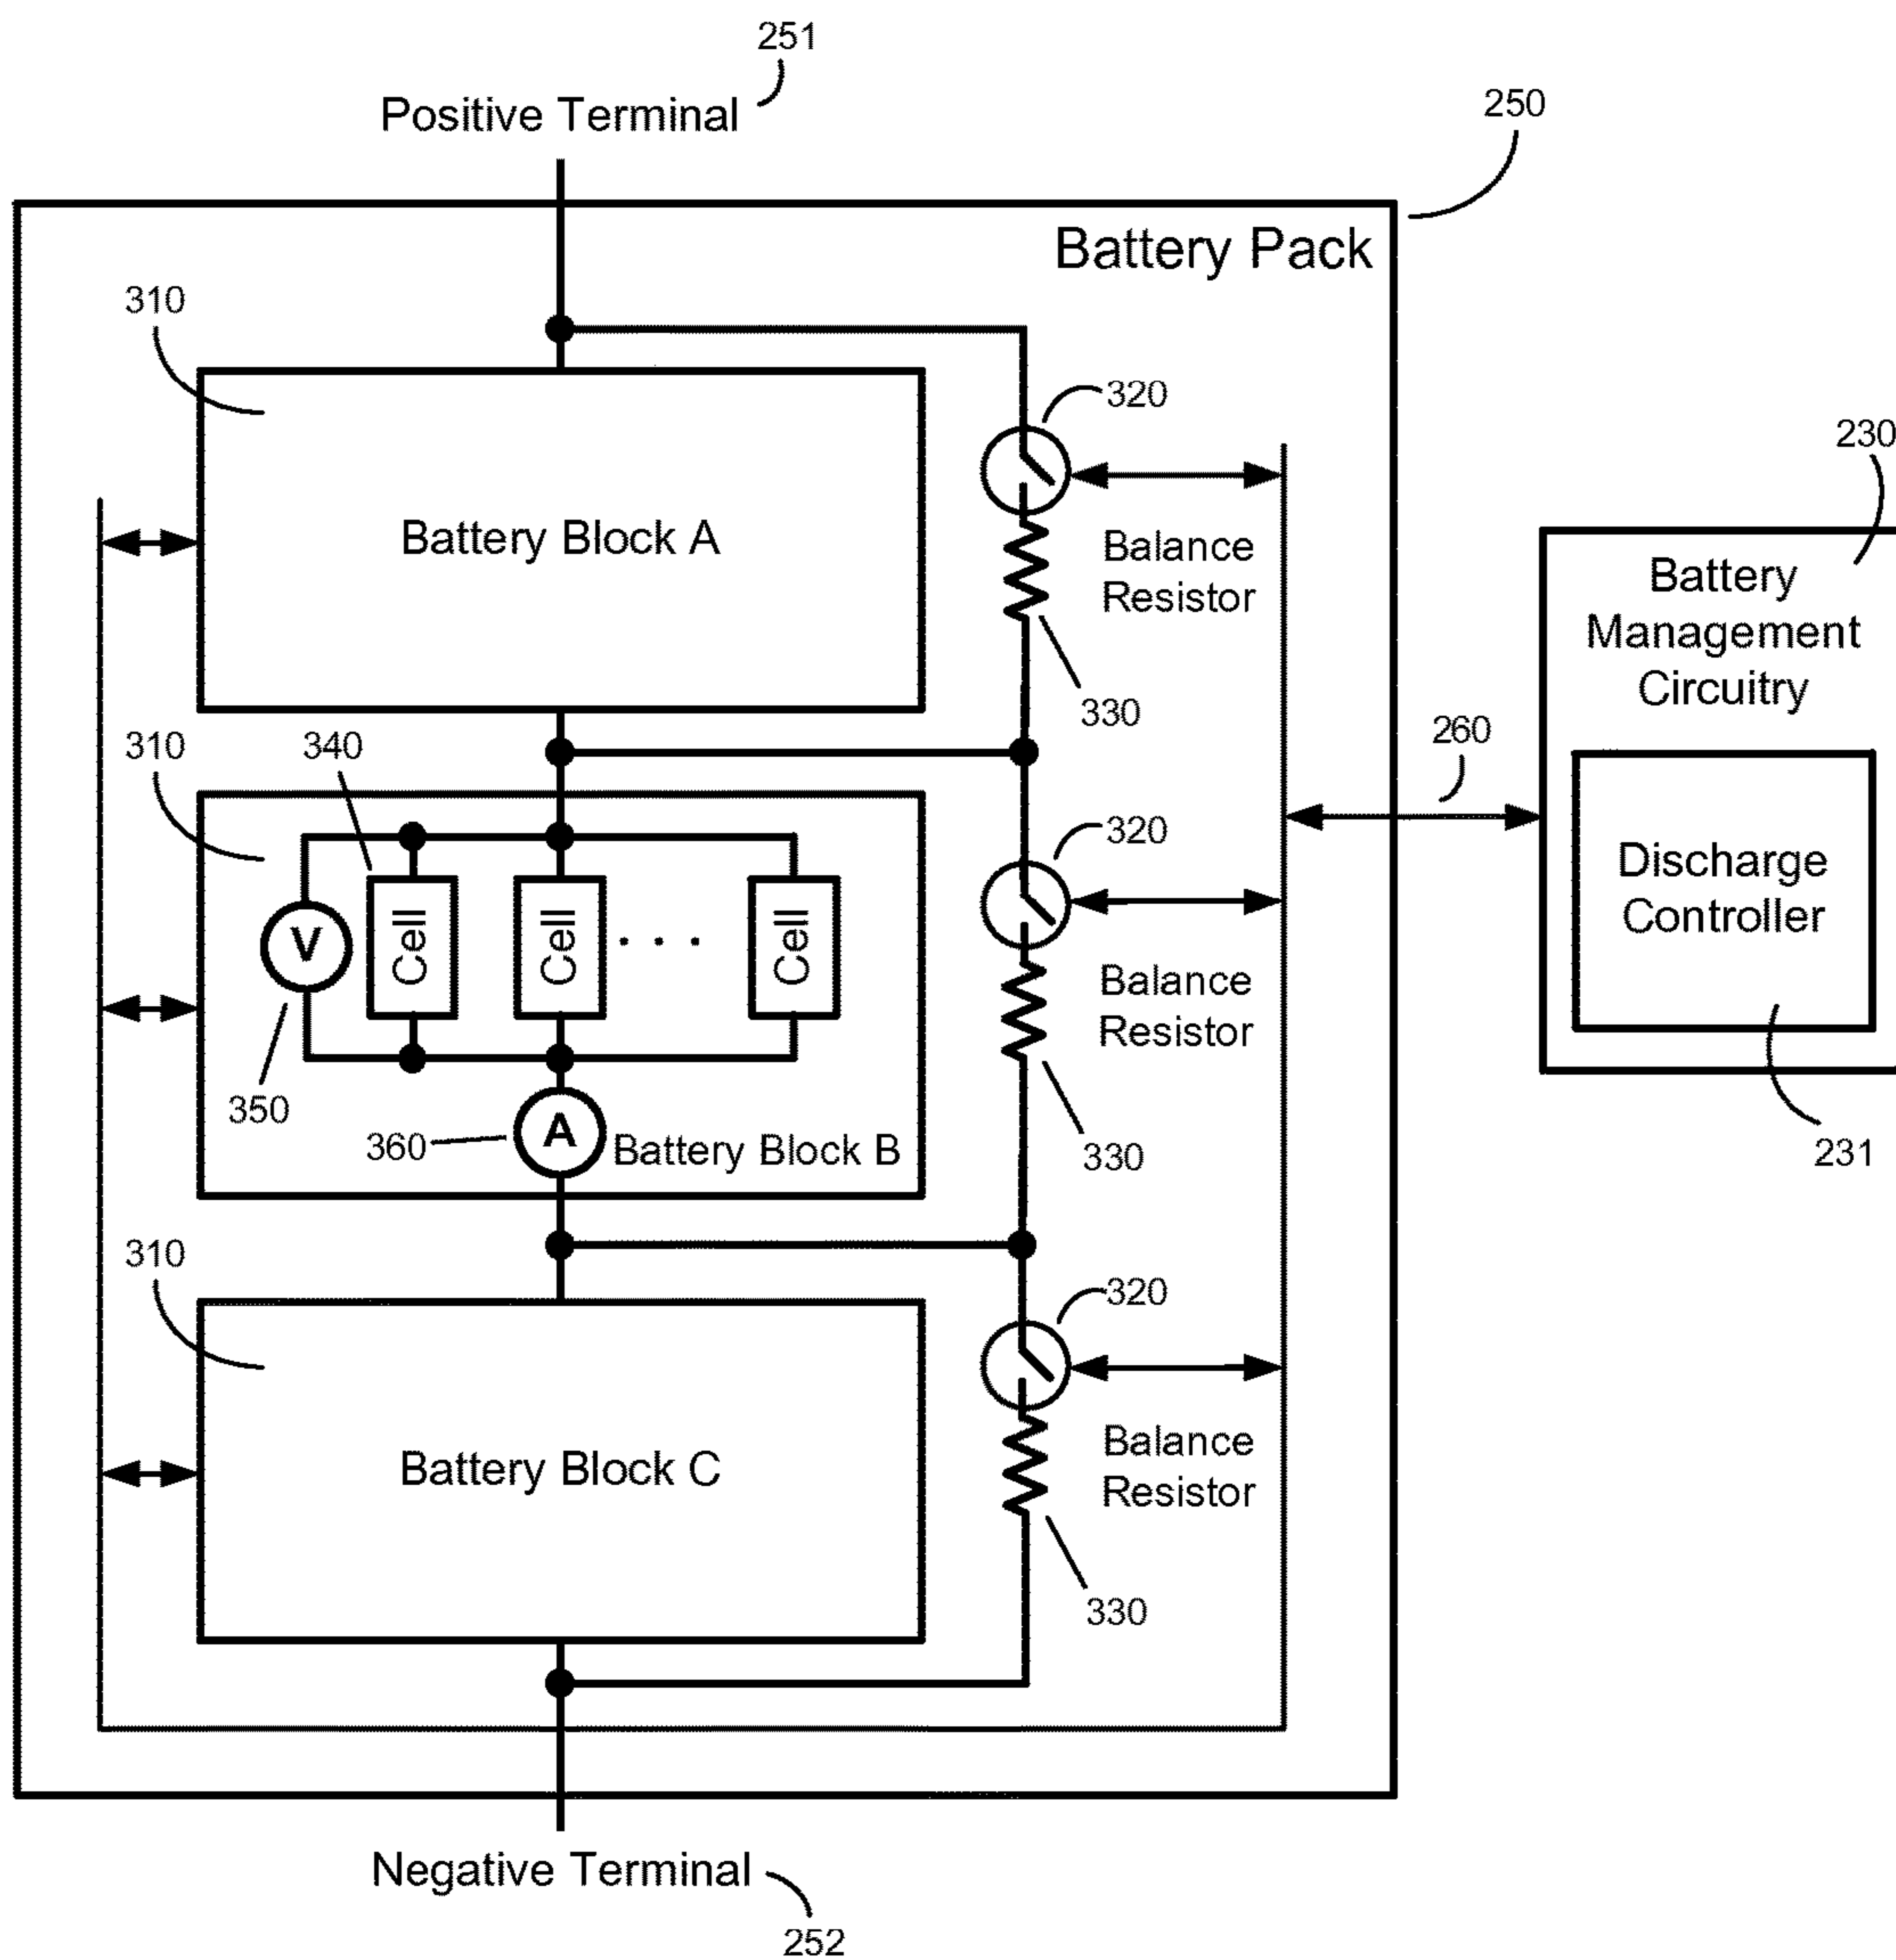 251
Positive Terminal
250
Battery Pack
310
320
230
Battery Block A
Balance
Resistor
Battery
Management
Circuitry
330
260
310
340
320
Discharge
Controller
V
Cell
Cell
. . .
Cell
Balance
Resistor
350
360
A
Battery Block B
330
231
310
320
Battery Block C
Balance
Resistor
330
Negative Terminal
252